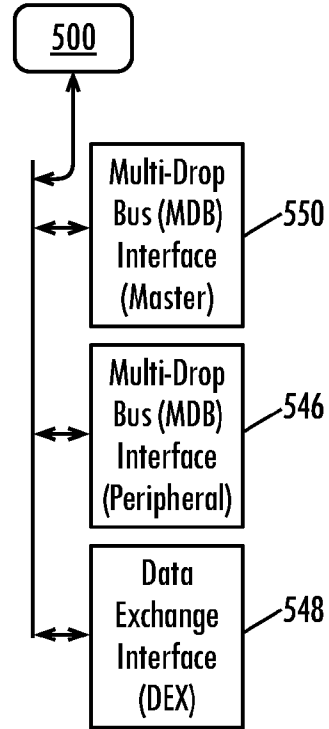 500
Multi-Drop
Bus (MDB)
Interface
(Master)
550
Multi-Drop
Bus (MDB)
Interface
(Peripheral)
546
Data
Exchange
Interface
(DEX)
548